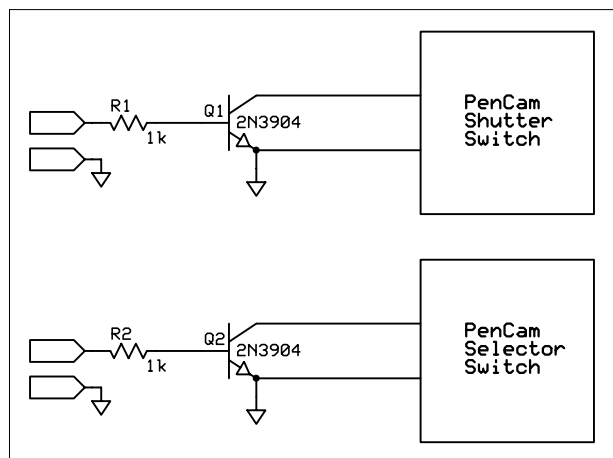 R1
1k
Q1
2N3904
PenCam
Shutter
Switch
R2
1k
Q2
2N3904
PenCam
Selector
Switch